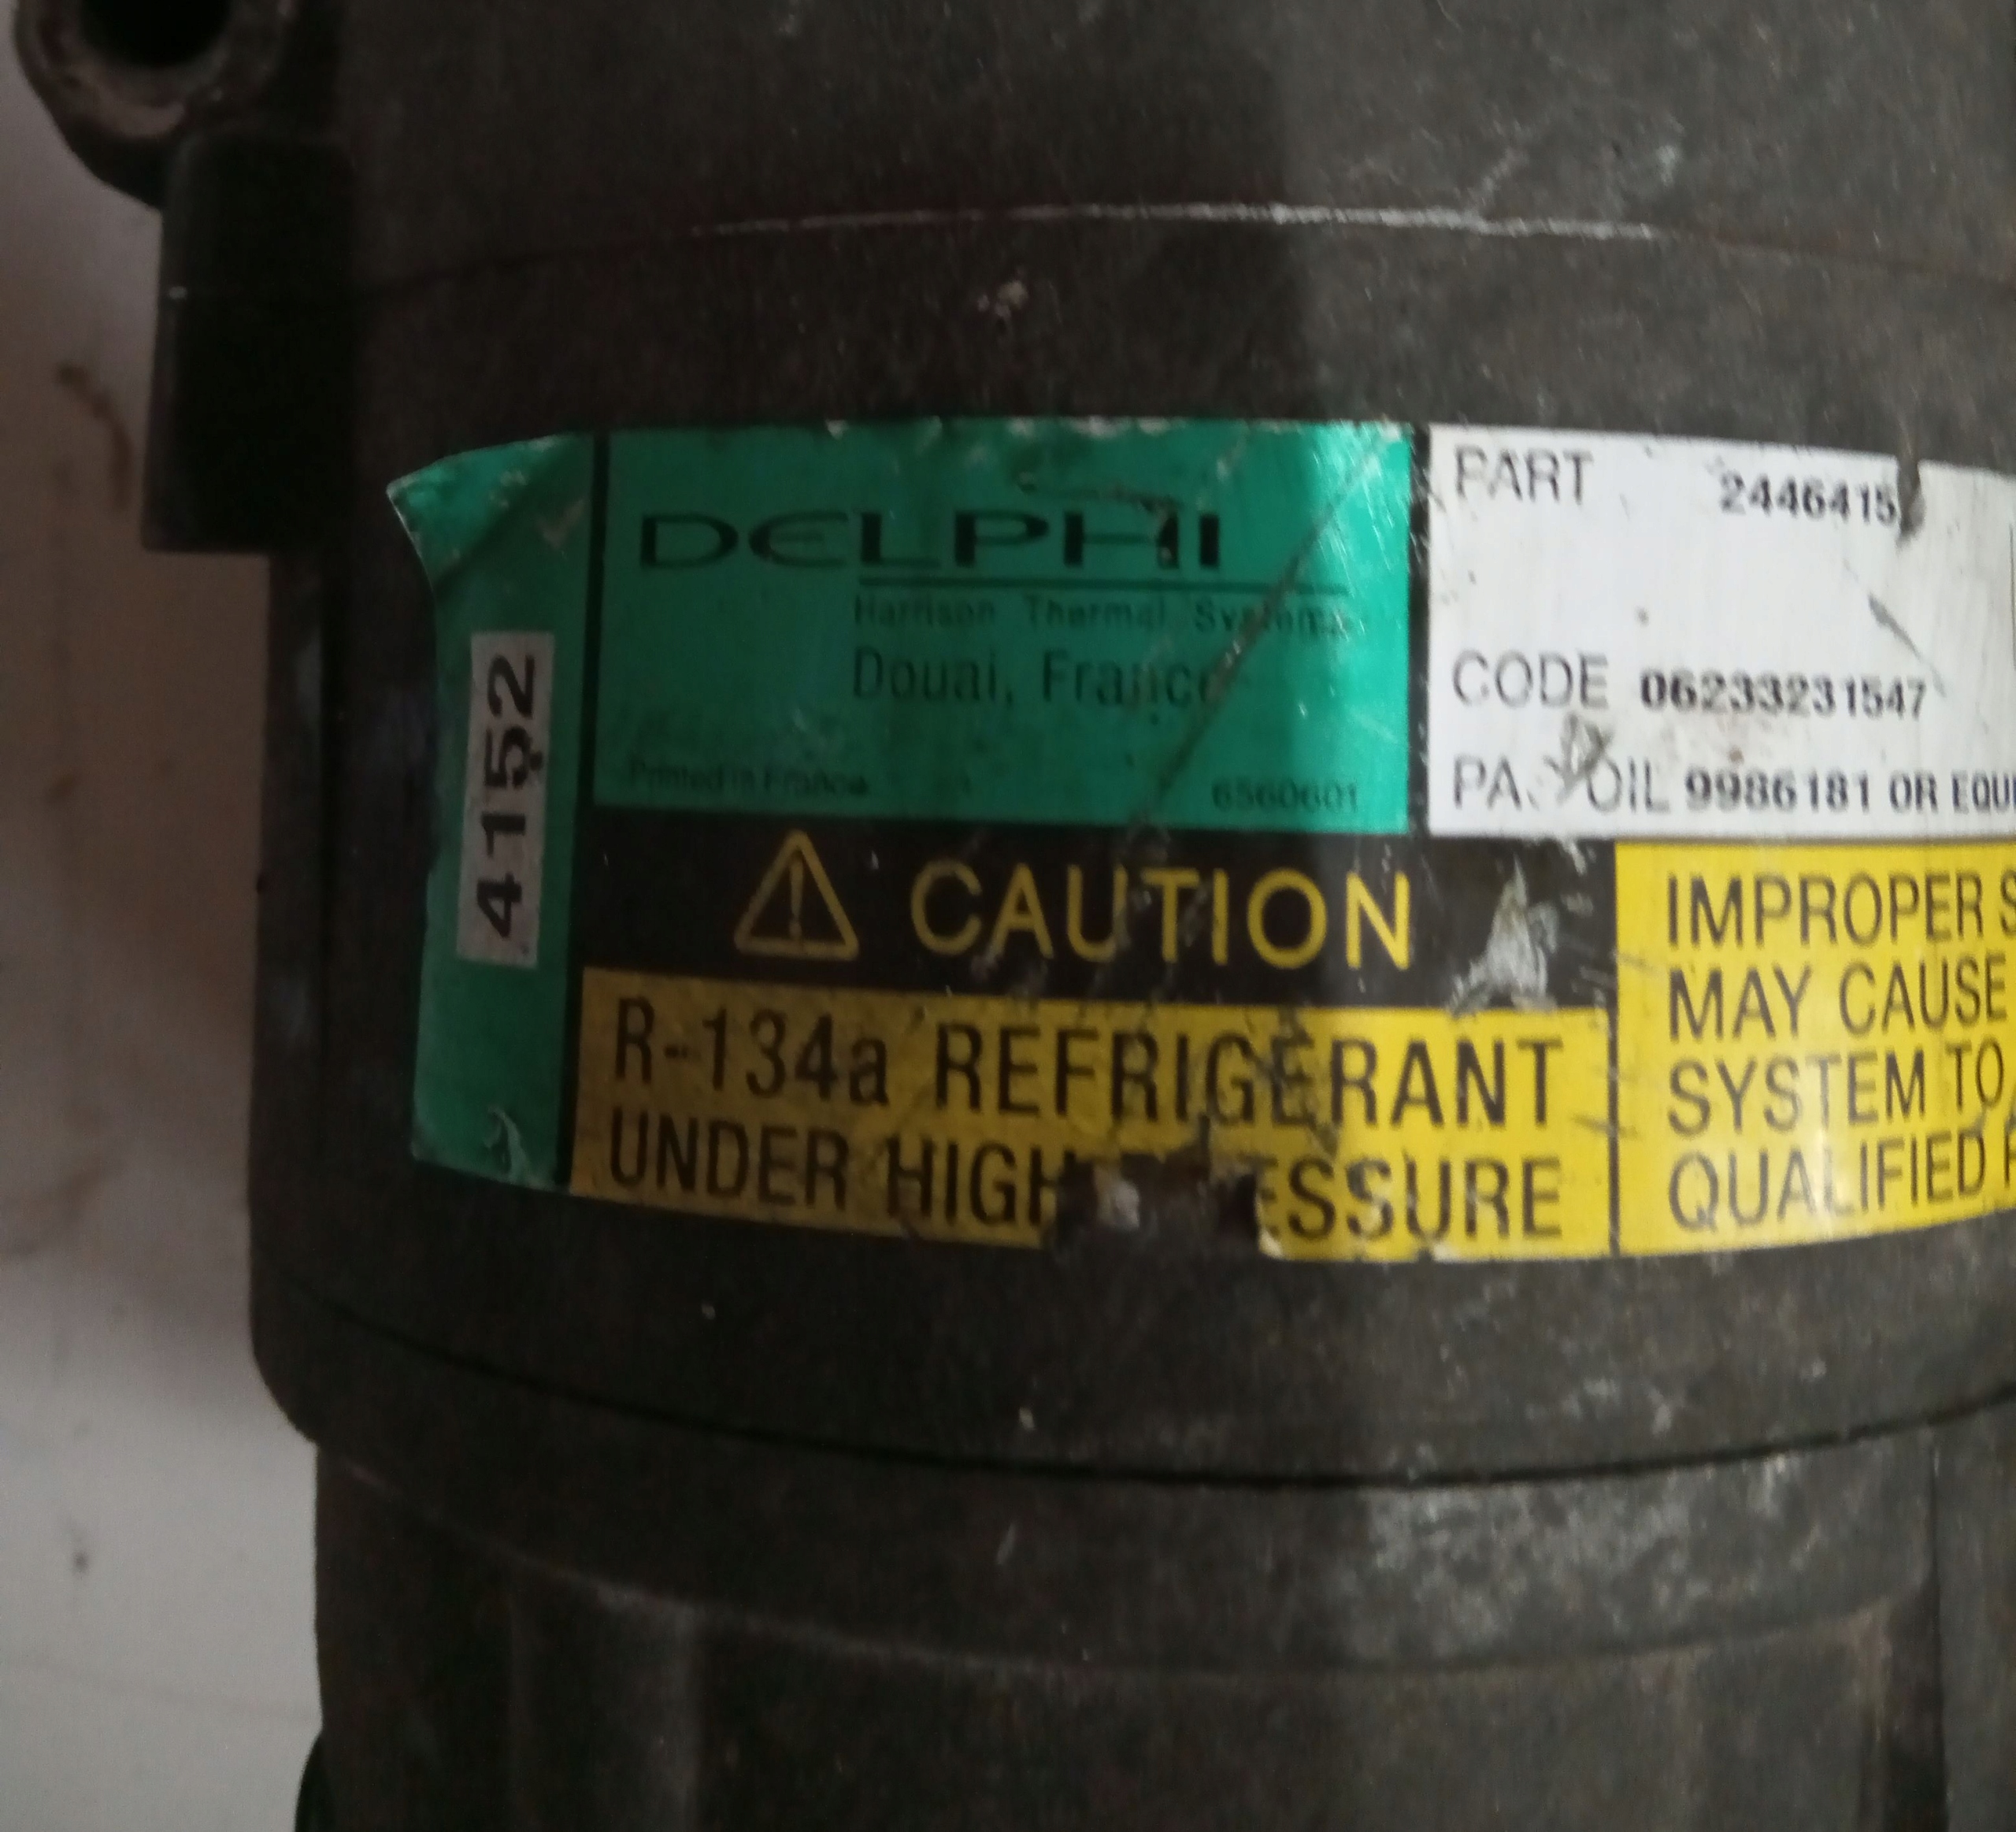 4152
DELPHI
Harrison Thermal Systems
Douai, France
Printed in France 6560601
PART 2446415
CODE 06233231547
OIL 9986181 OR
CAUTION
R-134a REFRIGERANT
UNDER HIGH
IMPROPER
MAY CAUSE
SYSTEM TO
QUALIFIED